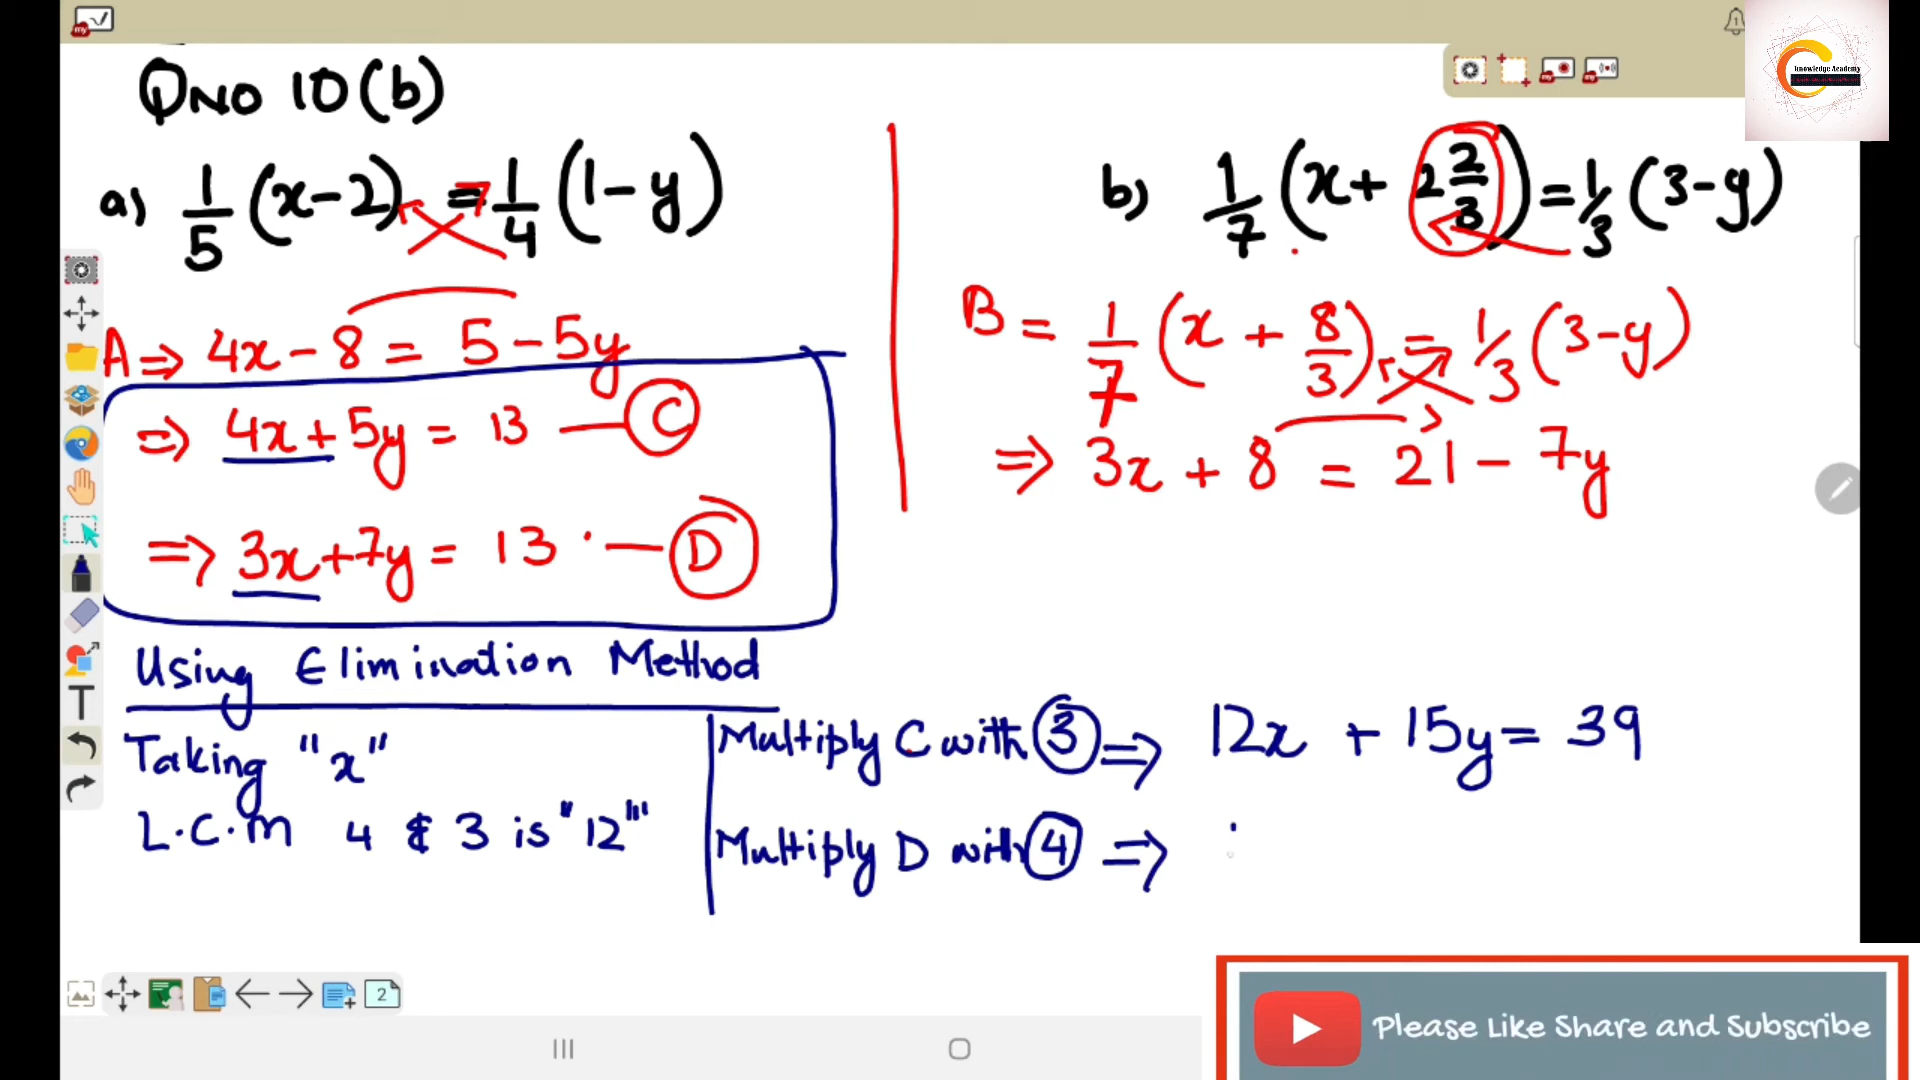 QNO 10(b)
a) 1/5 (x-2) = 1/4 (1-y)
A ⇒ 4x - 8 = 5 - 5y
⇒ 4x + 5y = 13 — C
⇒ 3x + 7y = 13 — D
b) 1/7 (x + 2 2/3) = 1/3 (3-y)
B = 1/7 (x + 8/3) = 1/3 (3-y)
⇒ 3x + 8 = 21 - 7y
Using Elimination Method
Taking "x"
L.C.M 4 & 3 is "12"
Multiply C with 3 ⇒ 12x + 15y = 39
Multiply D with 4 ⇒
knowledge Academy
T
2
Please Like Share and Subscribe